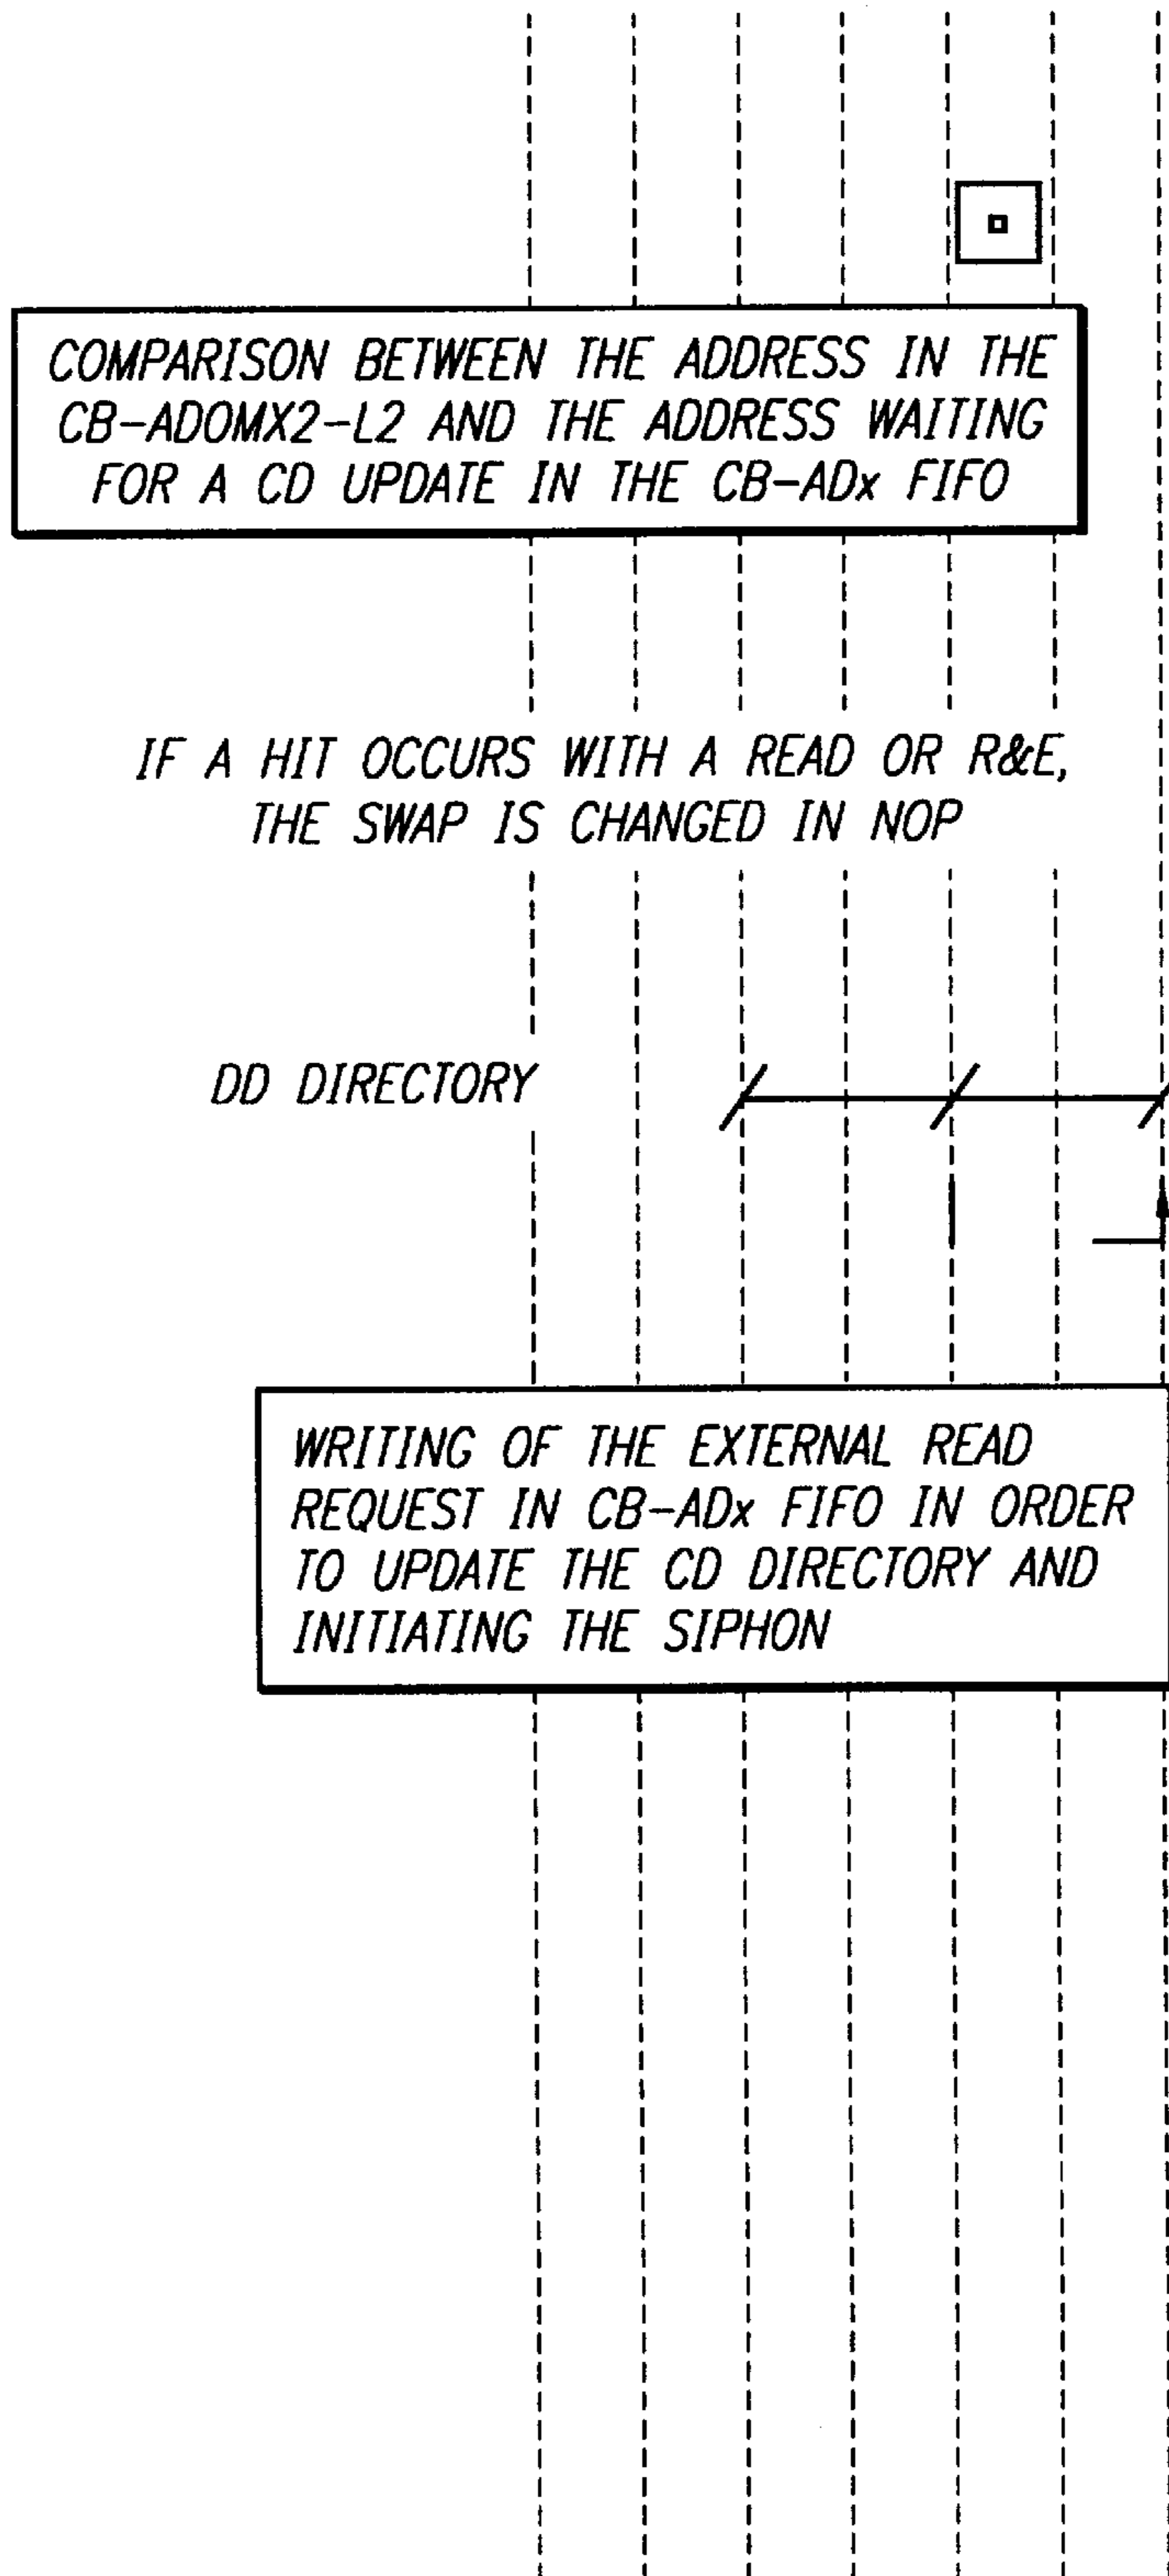 COMPARISON BETWEEN THE ADDRESS IN THE
CB-ADOMX2-L2 AND THE ADDRESS WAITING
FOR A CD UPDATE IN THE CB-ADx FIFO
IF A HIT OCCURS WITH A READ OR R&E,
THE SWAP IS CHANGED IN NOP
DD DIRECTORY
WRITING OF THE EXTERNAL READ
REQUEST IN CB-ADx FIFO IN ORDER
TO UPDATE THE CD DIRECTORY AND
INITIATING THE SIPHON